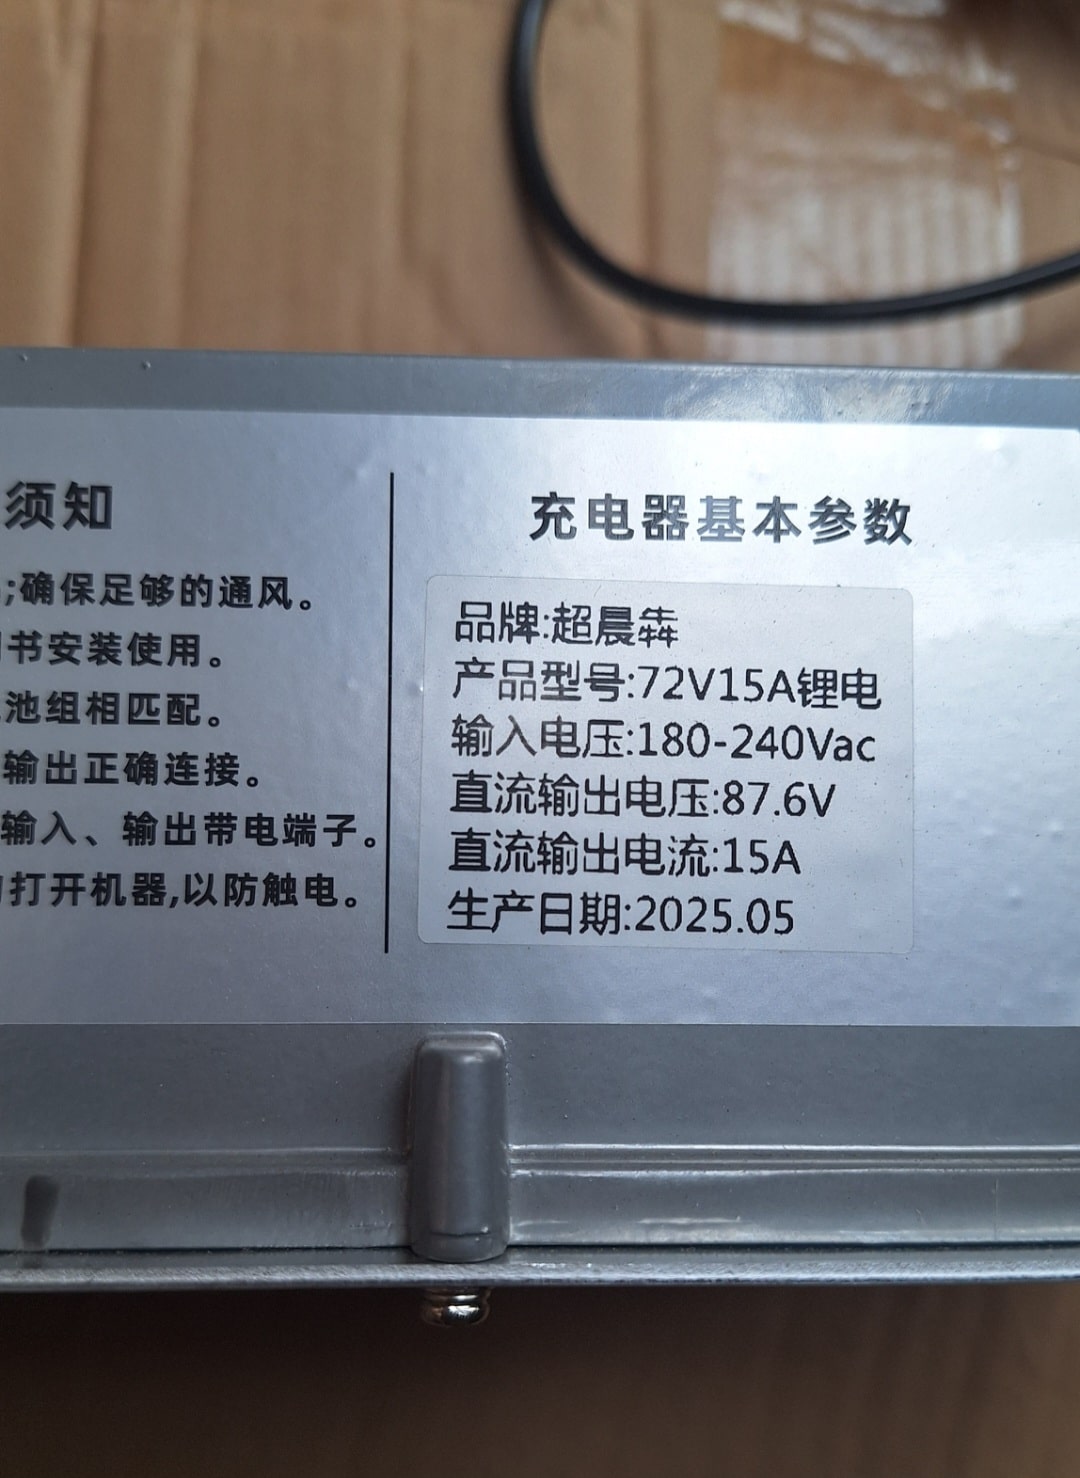 须知
;确保足够的通风。
书安装使用。
池组相匹配。
输出正确连接。
输入、输出带电端子。
打开机器,以防触电。
充电器基本参数
品牌:超晨犇
产品型号:72V15A锂电
输入电压:180-240Vac
直流输出电压:87.6V
直流输出电流:15A
生产日期:2025.05